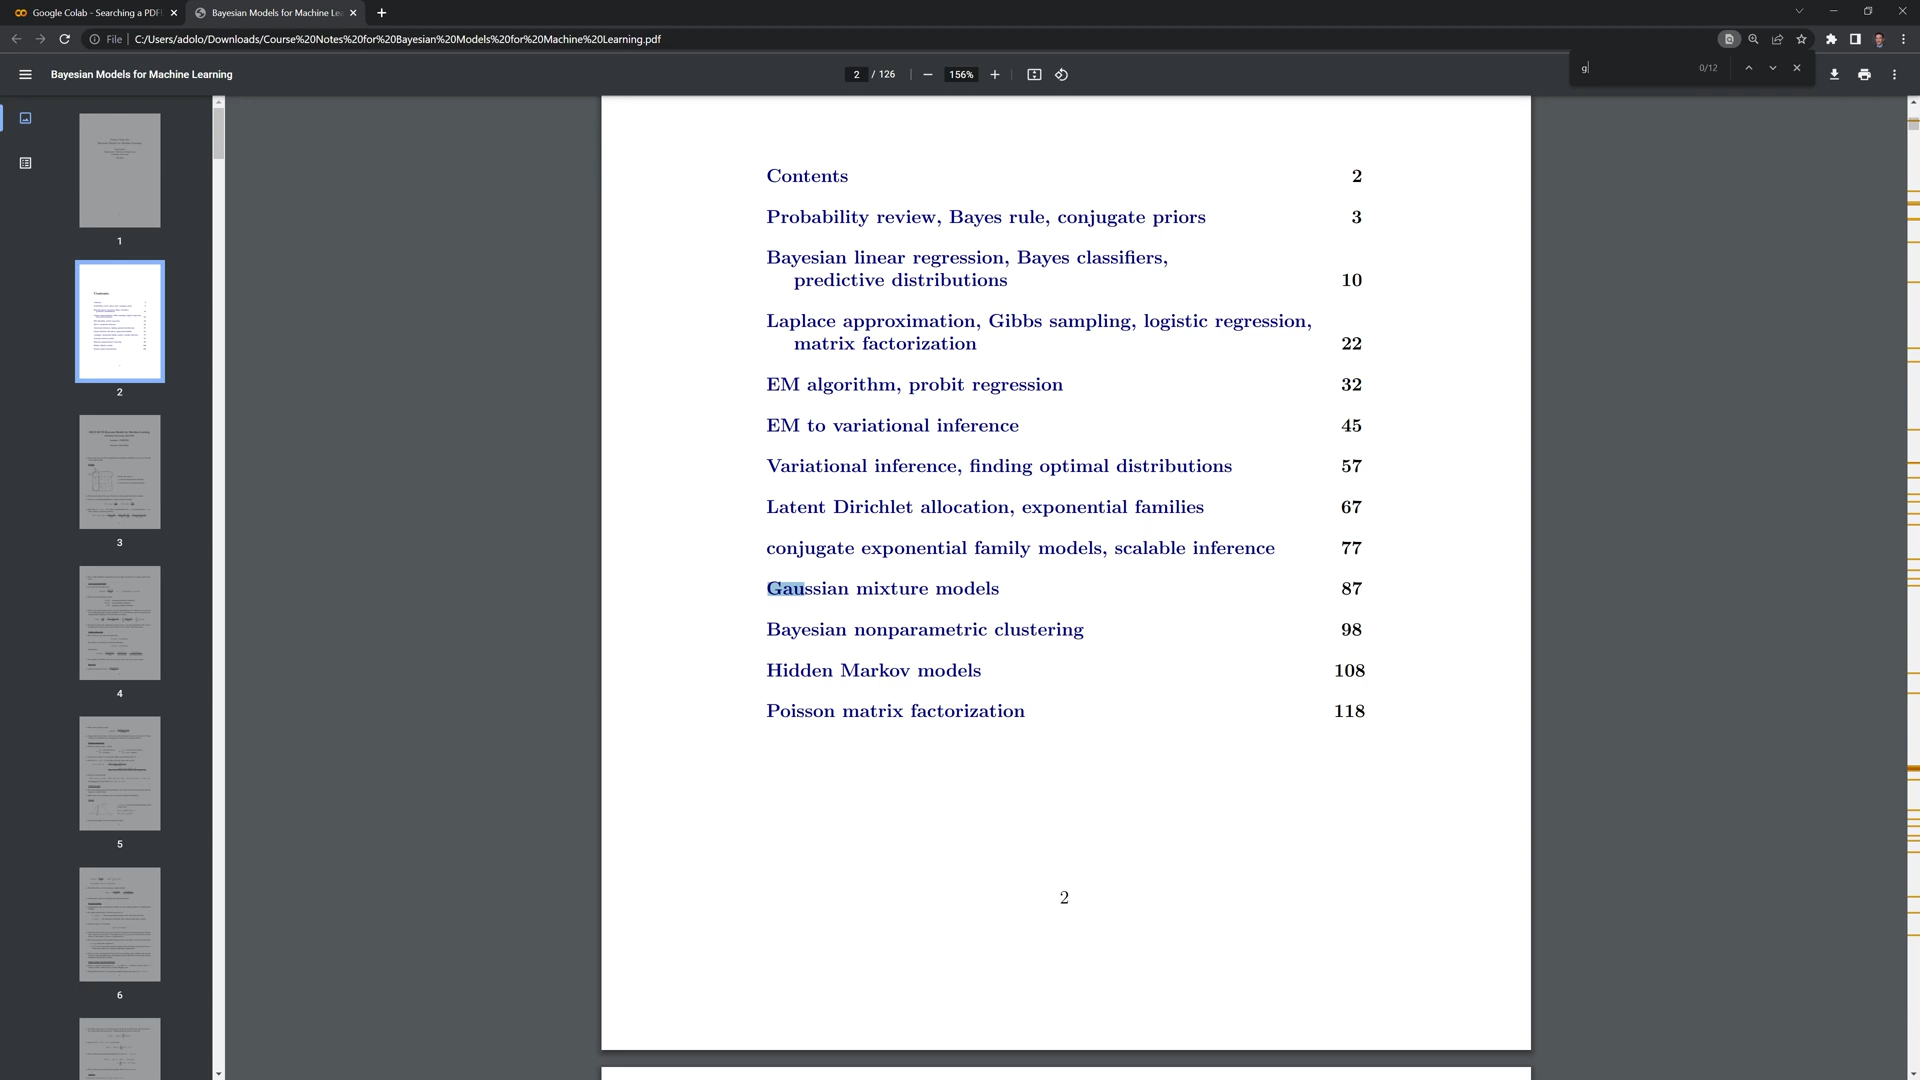 Google Colab - Searching a PDF
Bayesian Models for Machine Le
File
C:/Users/adolo/Downloads/Course%20Notes%20for%20Bayesian%20Models%20for%20Machine%20Learning.pdf
Bayesian Models for Machine Learning
2 / 126
156%
g
0/12
Contents 2
Probability review, Bayes rule, conjugate priors 3
Bayesian linear regression, Bayes classifiers,
predictive distributions 10
Laplace approximation, Gibbs sampling, logistic regression,
matrix factorization 22
EM algorithm, probit regression 32
EM to variational inference 45
Variational inference, finding optimal distributions 57
Latent Dirichlet allocation, exponential families 67
conjugate exponential family models, scalable inference 77
Gaussian mixture models 87
Bayesian nonparametric clustering 98
Hidden Markov models 108
Poisson matrix factorization 118
2
1
2
3
4
5
6